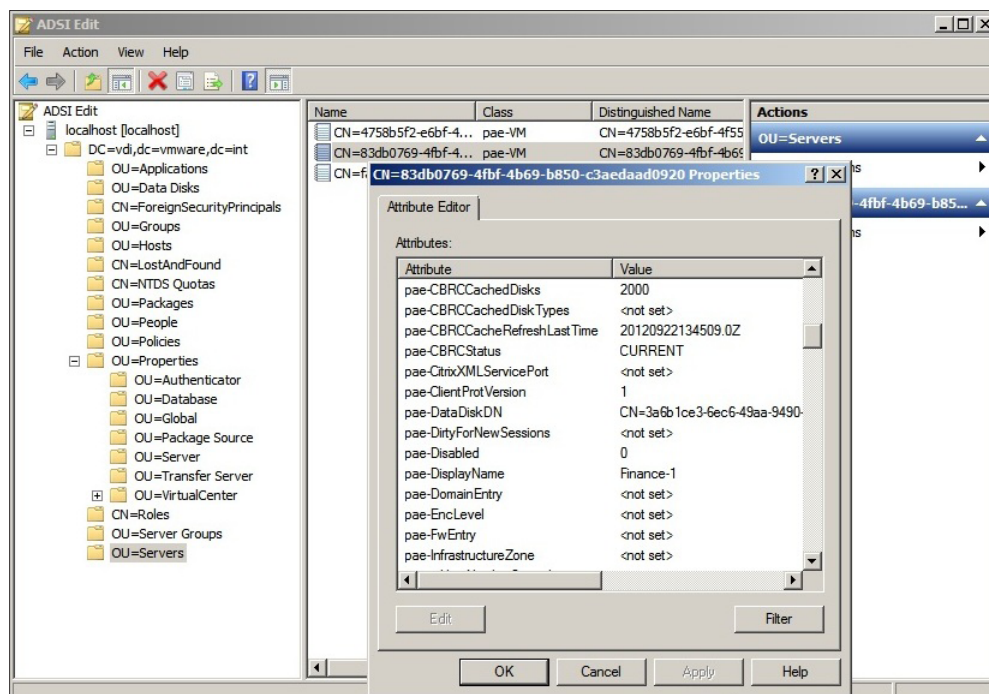 ADSI Edit
File Action View Help
ADSI Edit
localhost [localhost]
DC=vdi,dc=vmware,dc=int
OU=Applications
OU=Data Disks
CN=ForeignSecurityPrincipals
OU=Groups
OU=Hosts
CN=LostAndFound
CN=NTDS Quotas
OU=Packages
OU=People
OU=Policies
OU=Properties
OU=Authenticator
OU=Database
OU=Global
OU=Package Source
OU=Server
OU=Transfer Server
OU=VirtualCenter
CN=Roles
OU=Server Groups
OU=Servers
Name Class Distinguished Name
CN=4758b5f2-e6bf-4... pae-VM CN=4758b5f2-e6bf-4f55
CN=83db0769-4fbf-4... pae-VM CN=83db0769-4fbf-4b69
Actions
OU=Servers
-4fbf-4b69-b85...
CN=83db0769-4fbf-4b69-b850-c3aedaad0920 Properties
Attribute Editor
Attributes:
Attribute Value
pae-CBRCCachedDisks 2000
pae-CBRCCachedDiskTypes <not set>
pae-CBRCCacheRefreshLastTime 20120922134509.0Z
pae-CBRCStatus CURRENT
pae-CitrixXMLServicePort <not set>
pae-ClientProtVersion 1
pae-DataDiskDN CN=3a6b1ce3-6ec6-49aa-9490-
pae-DirtyForNewSessions <not set>
pae-Disabled 0
pae-DisplayName Finance-1
pae-DomainEntry <not set>
pae-EncLevel <not set>
pae-FwEntry <not set>
pae-InfrastructureZone <not set>
Edit Filter
OK Cancel Apply Help